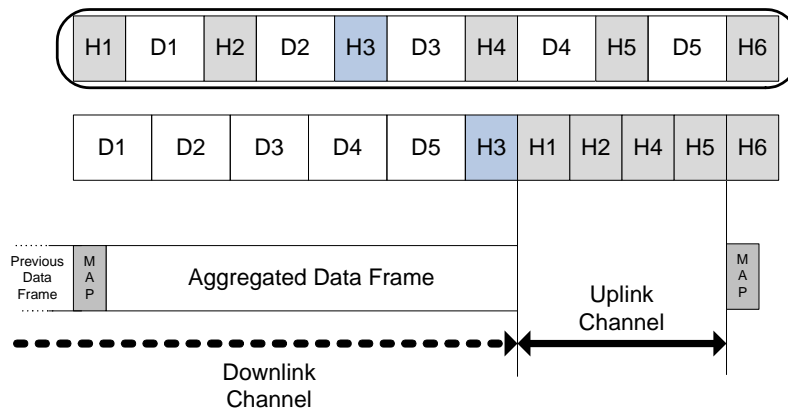 H1 D1 H2 D2 H3 D3 H4 D4 H5 D5 H6
D1 D2 D3 D4 D5 H3 H1 H2 H4 H5 H6
Previous
Data
Frame
M
A
P
Aggregated Data Frame
Uplink
Channel
M
A
P
Downlink
Channel